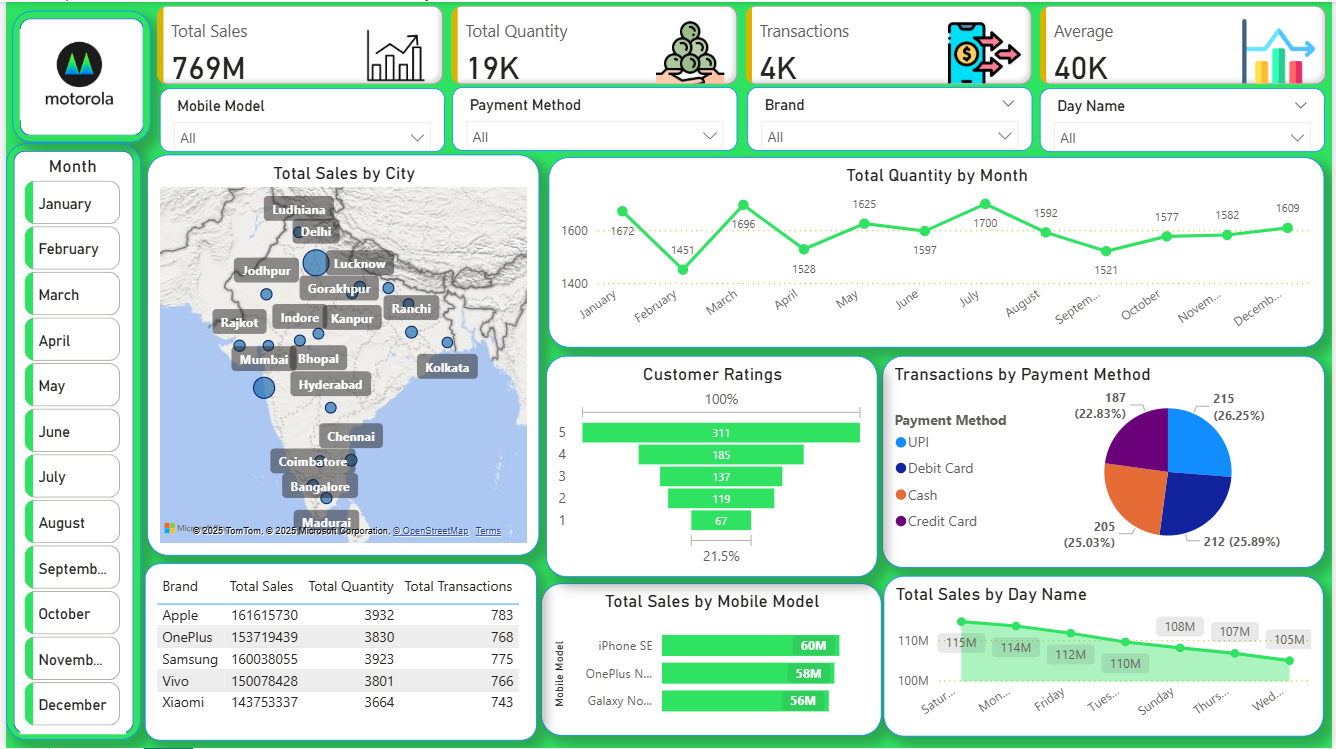 motorola
Total Sales
769M
Total Quantity
19K
Transactions
4K
Average
40K
Mobile Model
All
Payment Method
All
Brand
All
Day Name
All
Month
January
February
March
April
May
June
July
August
Septemb...
October
Novemb...
December
Total Sales by City
Ludhiana
Delhi
Jodhpur
Lucknow
Gorakhpur
Ranchi
Rajkot
Indore
Kanpur
Mumbai
Bhopal
Kolkata
Hyderabad
Chennai
Coimbatore
Bangalore
Madurai
© 2025 TomTom, © 2025 Microsoft Corporation, © OpenStreetMap Terms
Total Quantity by Month
1600
1400
1672
1451
1696
1528
1625
1597
1700
1592
1521
1577
1582
1609
January
February
March
April
May
June
July
August
Septem...
October
Novem...
Decemb...
Customer Ratings
100%
5 311
4 185
3 137
2 119
1 67
21.5%
Transactions by Payment Method
Payment Method
UPI
Debit Card
Cash
Credit Card
187
(22.83%)
215
(26.25%)
205
(25.03%)
212 (25.89%)
Brand Total Sales Total Quantity Total Transactions
Apple 161615730 3932 783
OnePlus 153719439 3830 768
Samsung 160038055 3923 775
Vivo 150078428 3801 766
Xiaomi 143753337 3664 743
Total Sales by Mobile Model
Mobile Model
iPhone SE 60M
OnePlus N... 58M
Galaxy No... 56M
Total Sales by Day Name
110M
100M
115M
114M
112M
110M
108M
107M
105M
Satur...
Mon...
Friday
Tues...
Sunday
Thurs...
Wed...